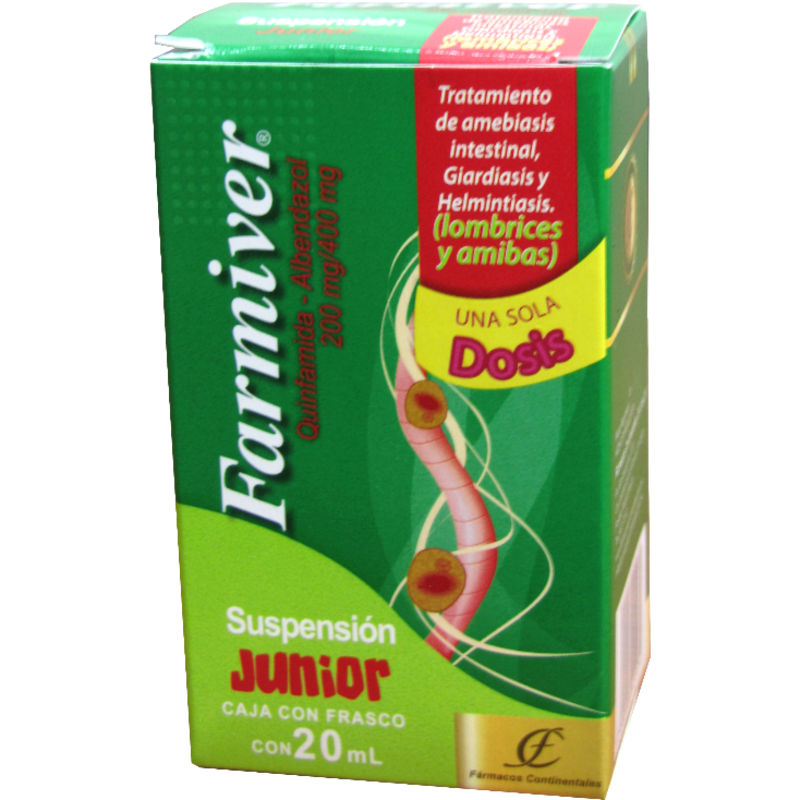 Suspensión
Junior
Tratamiento
de amebiasis
intestinal,
Giardiasis y
Helmintiasis.
(lombrices
y amibas)
UNA SOLA
Dosis
Farmiver®
Quinfamida - Albendazol
200 mg/400 mg
Suspensión
Junior
CAJA CON FRASCO
CON 20 mL
Fármacos Continentales